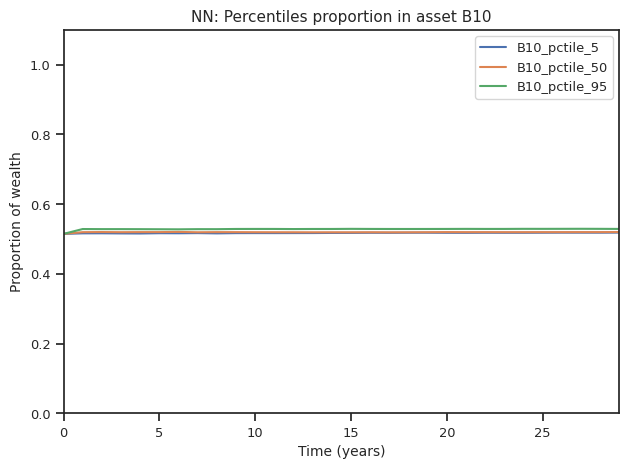 NN: Percentiles proportion in asset B10
B10_pctile_5
B10_pctile_50
B10_pctile_95
Proportion of wealth
1.0
0.8
0.6
0.4
0.2
0.0
0 5 10 15 20 25
Time (years)